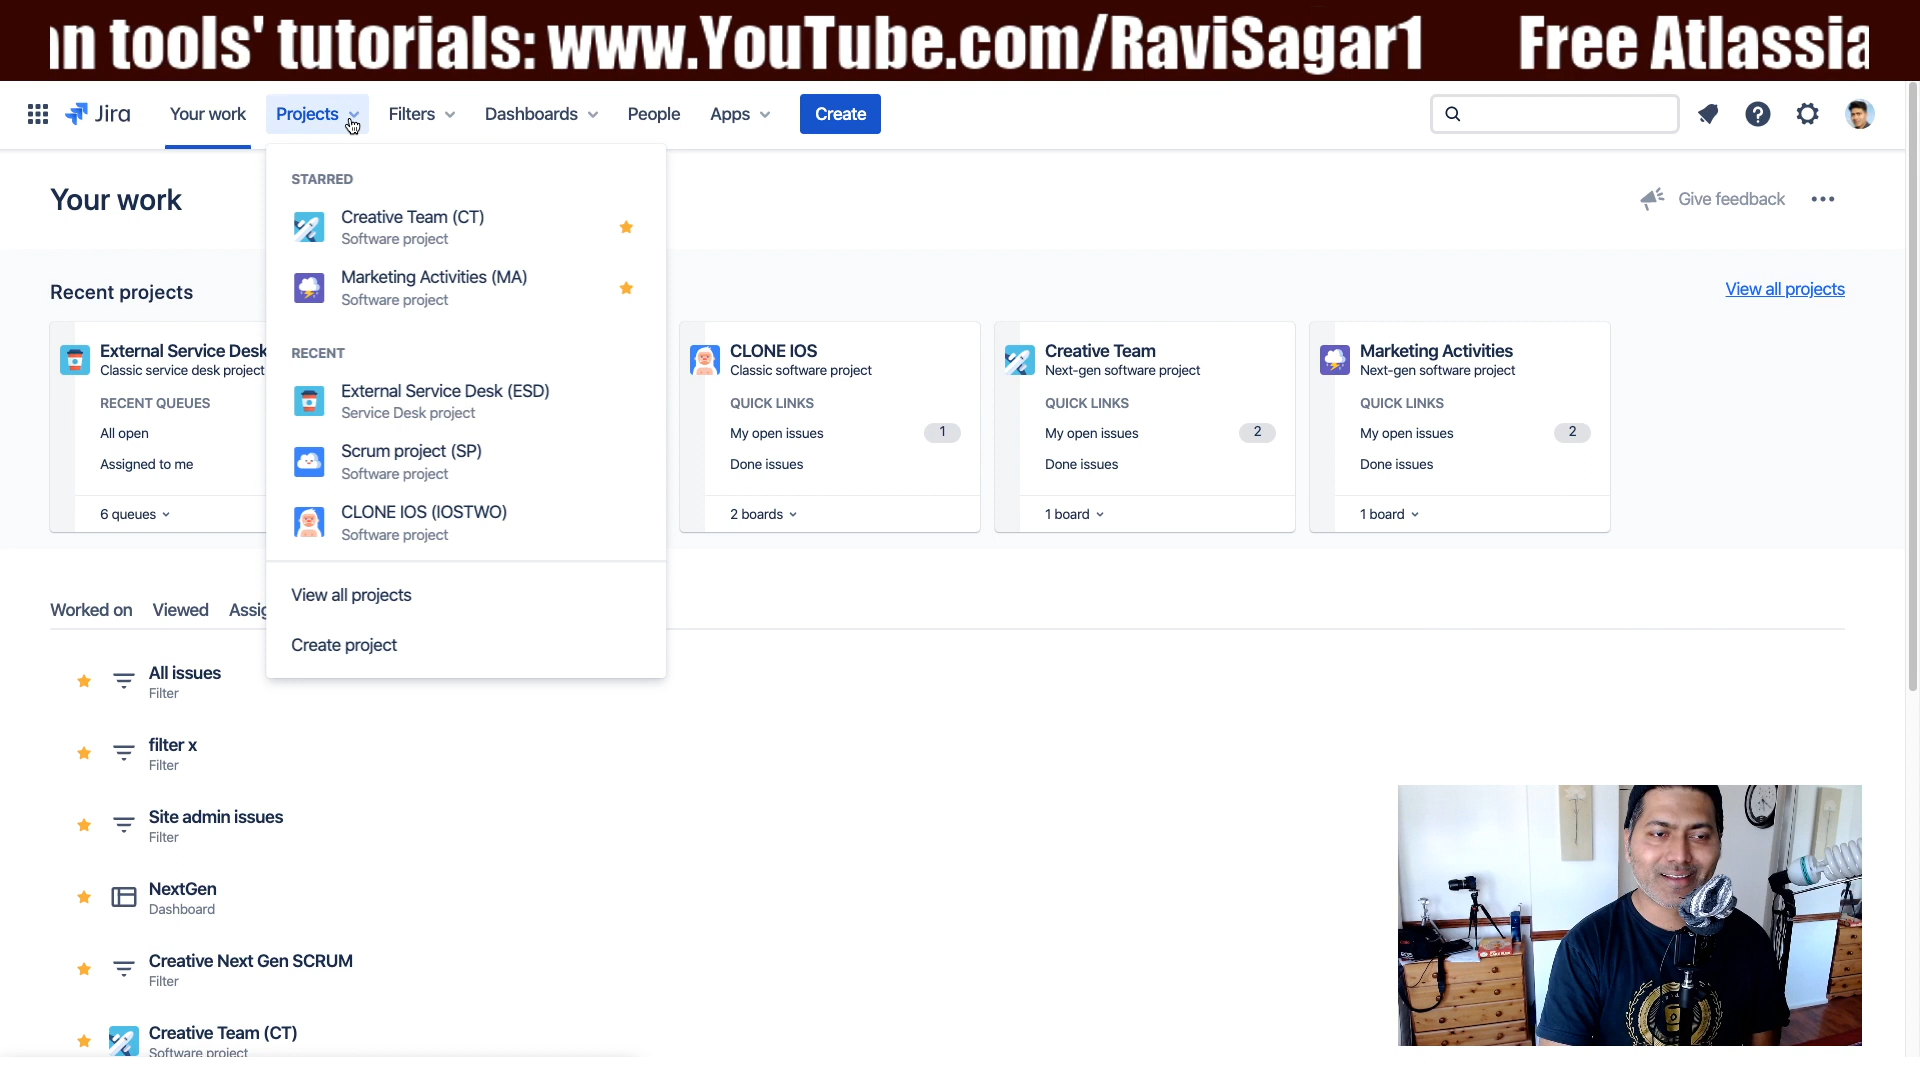 n tools' tutorials: www.YouTube.com/RaviSagar1 Free Atlassia
Jira
Your work
Projects
Filters
Dashboards
People
Apps
Create
STARRED
Creative Team (CT)
Software project
Marketing Activities (MA)
Software project
RECENT
External Service Desk (ESD)
Service Desk project
Scrum project (SP)
Software project
CLONE IOS (IOSTWO)
Software project
View all projects
Create project
Your work
Give feedback
Recent projects
View all projects
External Service Desk
Classic service desk project
RECENT QUEUES
All open
Assigned to me
6 queues
CLONE IOS
Classic software project
QUICK LINKS
My open issues 1
Done issues
2 boards
Creative Team
Next-gen software project
QUICK LINKS
My open issues 2
Done issues
1 board
Marketing Activities
Next-gen software project
QUICK LINKS
My open issues 2
Done issues
1 board
Worked on Viewed Assig
All issues
Filter
filter x
Filter
Site admin issues
Filter
NextGen
Dashboard
Creative Next Gen SCRUM
Filter
Creative Team (CT)
Software project